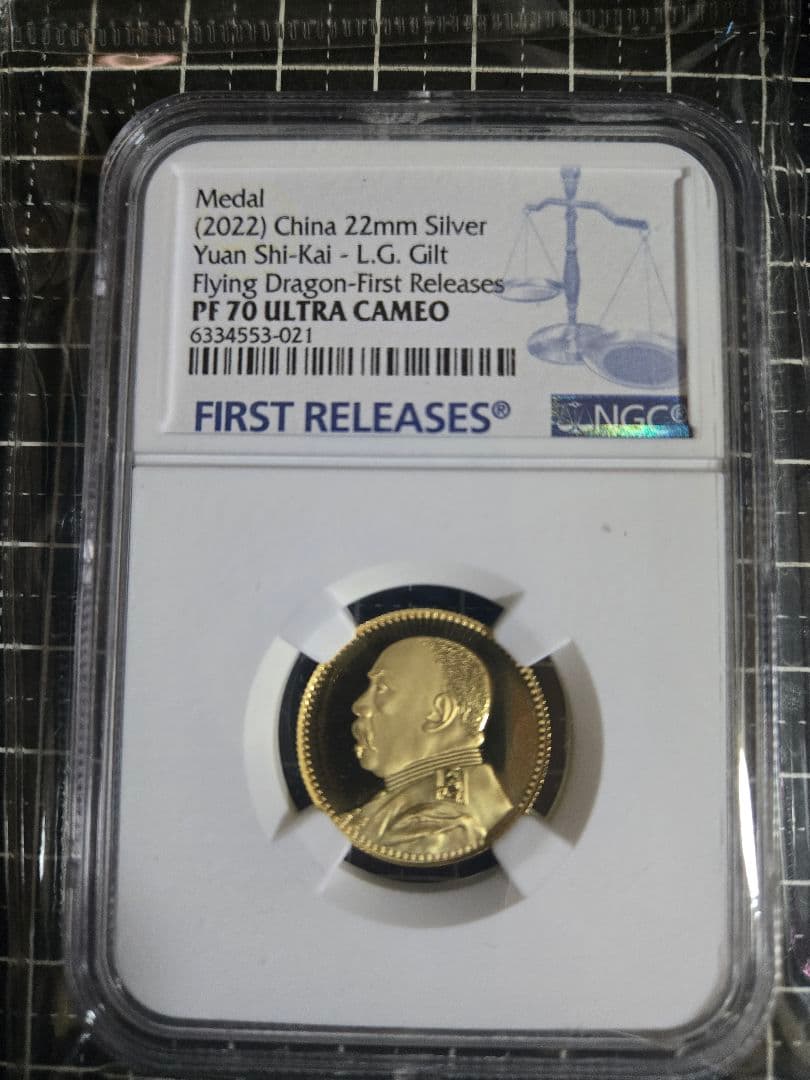 Medal
(2022) China 22mm Silver
Yuan Shi-Kai - L.G. Gilt
Flying Dragon-First Releases
PF 70 ULTRA CAMEO
6334553-021
FIRST RELEASES®
NGC®